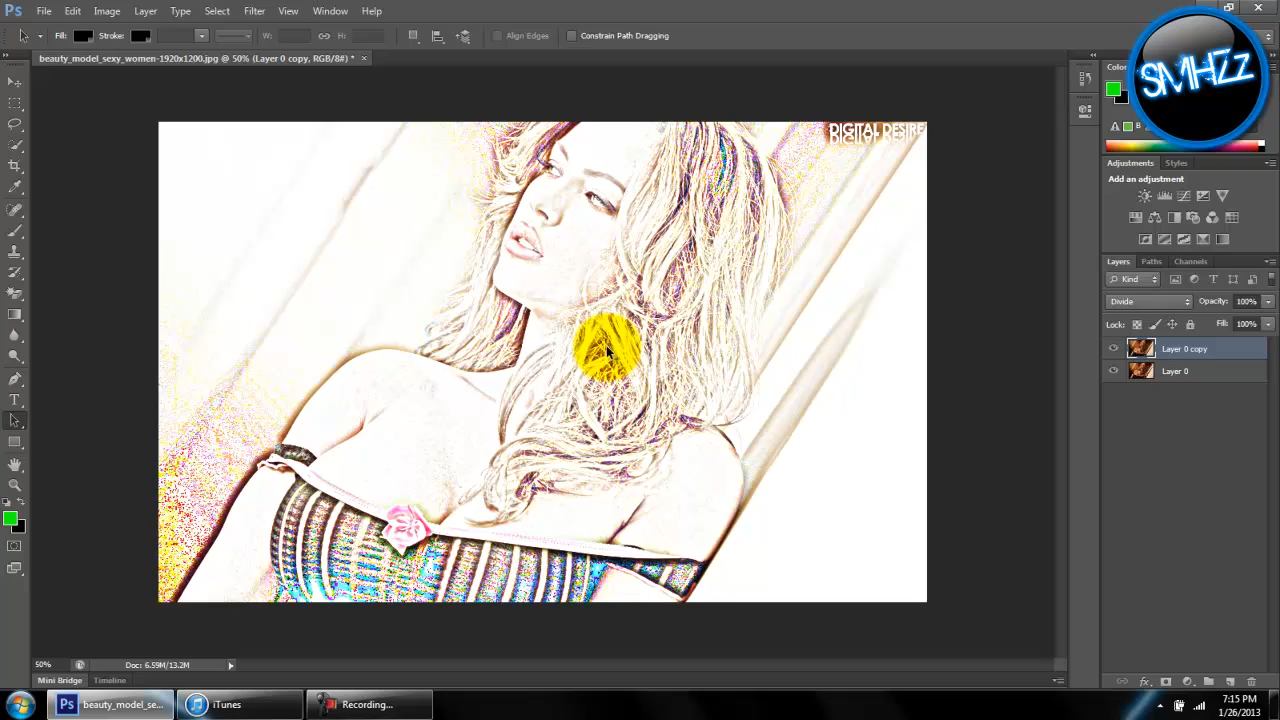 Ps File Edit Image Layer Type Select Filter View Window Help
Fill: Stroke: W: H: Align Edges Constrain Path Dragging
beauty_model_sexy_women-1920x1200.jpg @ 50% (Layer 0 copy, RGB/8#) * ×
SMHZz
Color
B
DIGITAL DESIRE
DIGITAL DESIRE
Adjustments Styles
Add an adjustment
Layers Paths Channels
Kind
Divide Opacity: 100%
Lock: Fill: 100%
Layer 0 copy
Layer 0
50% Doc: 6.59M/13.2M
Mini Bridge Timeline
Ps beauty_model_se... iTunes Recording...
7:15 PM
1/26/2013